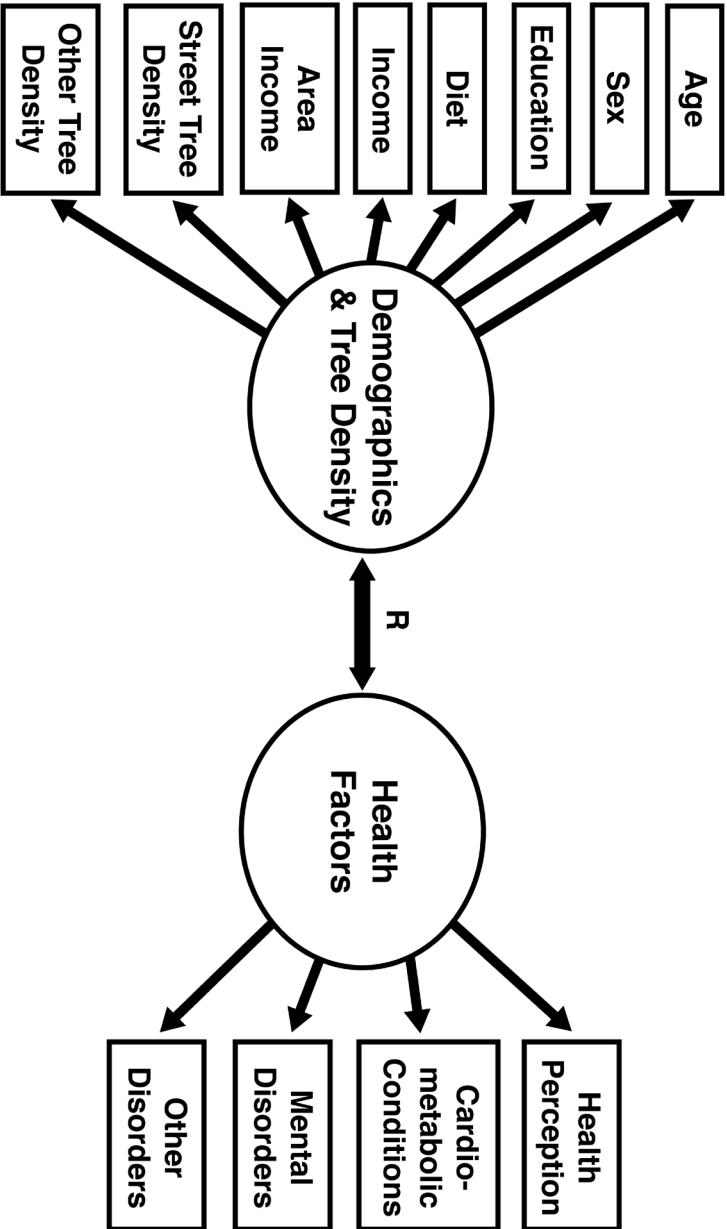 Age
Sex
Education
Diet
Income
Area
Income
Street Tree
Density
Other Tree
Density
Demographics
& Tree Density
R
Health
Factors
Health
Perception
Cardio-
metabolic
Conditions
Mental
Disorders
Other
Disorders